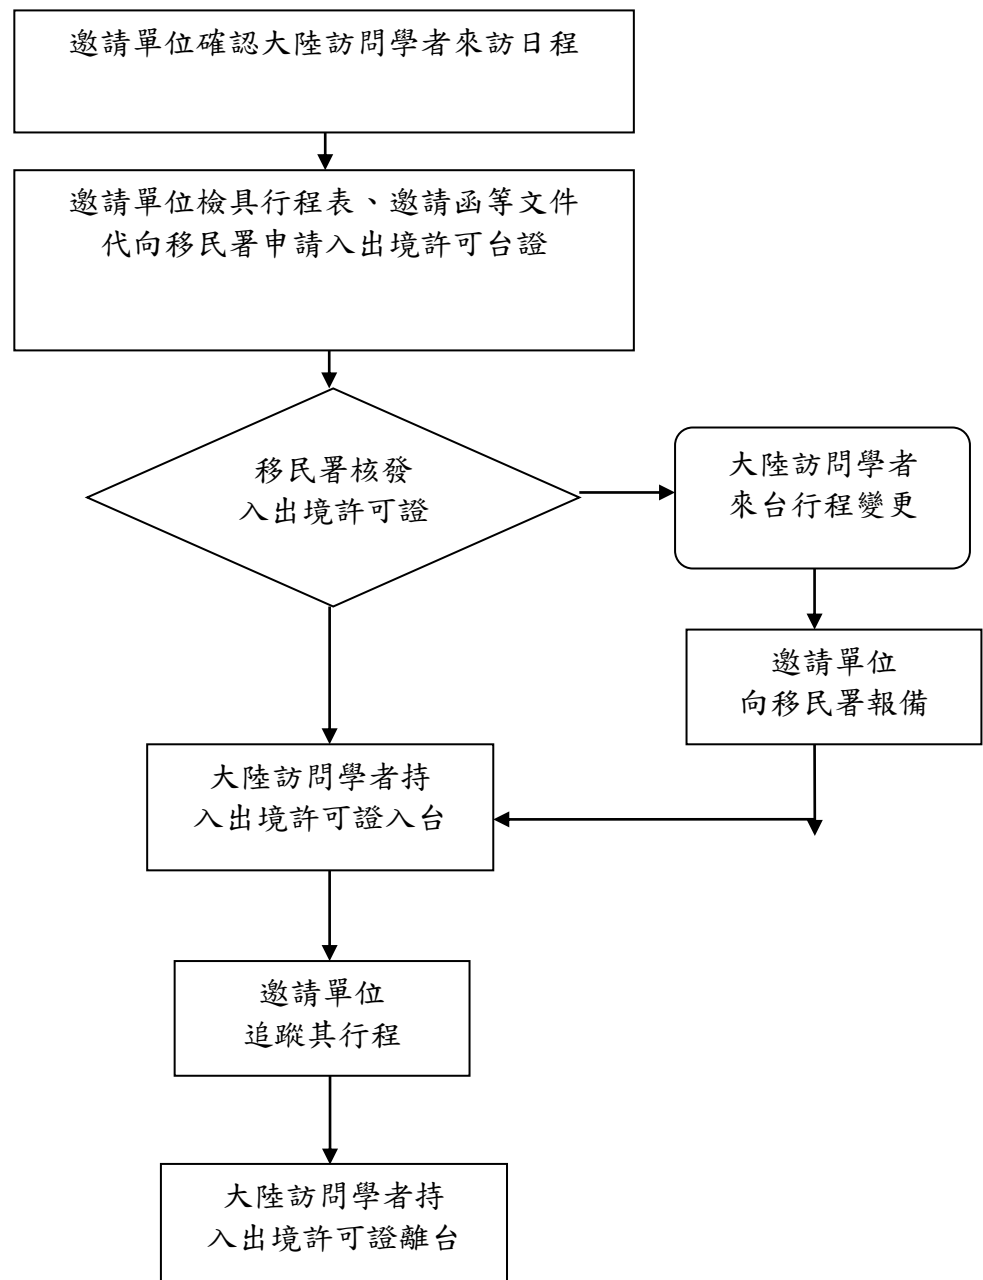 邀請單位確認大陸訪問學者來訪日程
邀請單位檢具行程表、邀請函等文件
代向移民署申請入出境許可台證
移民署核發
入出境許可證
大陸訪問學者
來台行程變更
邀請單位
向移民署報備
大陸訪問學者持
入出境許可證入台
邀請單位
追蹤其行程
大陸訪問學者持
入出境許可證離台